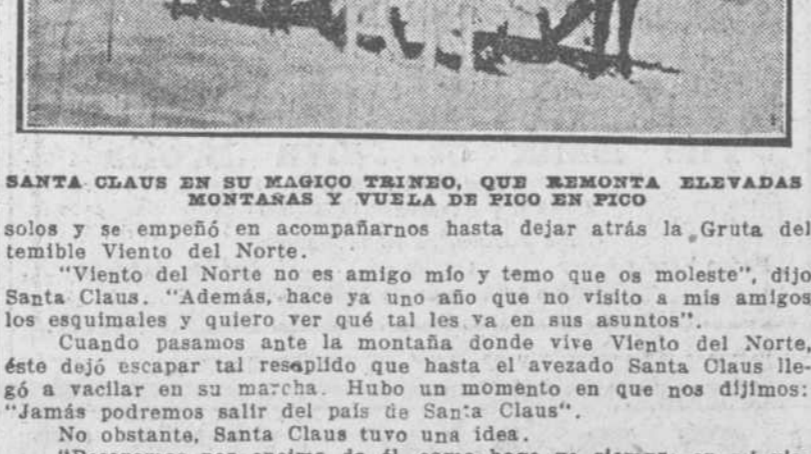 SANTA CLAUS EN SU MAGICO TRINEO, QUE REMONTA ELEVADAS
MONTAÑAS Y VUELA DE PICO EN PICO
solos y se empeñó en acompañarnos hasta dejar atrás la Gruta del
temible Viento del Norte.
"Viento del Norte no es amigo mío y temo que os moleste", dijo
Santa Claus. "Además, hace ya uno año que no visito a mis amigos
los esquimales y quiero ver qué tal les va en sus asuntos".
Cuando pasamos ante la montaña donde vive Viento del Norte,
éste dejó escapar tal resoplido que hasta el avezado Santa Claus lle-
gó a vacilar en su marcha. Hubo un momento en que nos dijimos:
"Jamás podremos salir del país de Santa Claus".
No obstante, Santa Claus tuvo una idea.